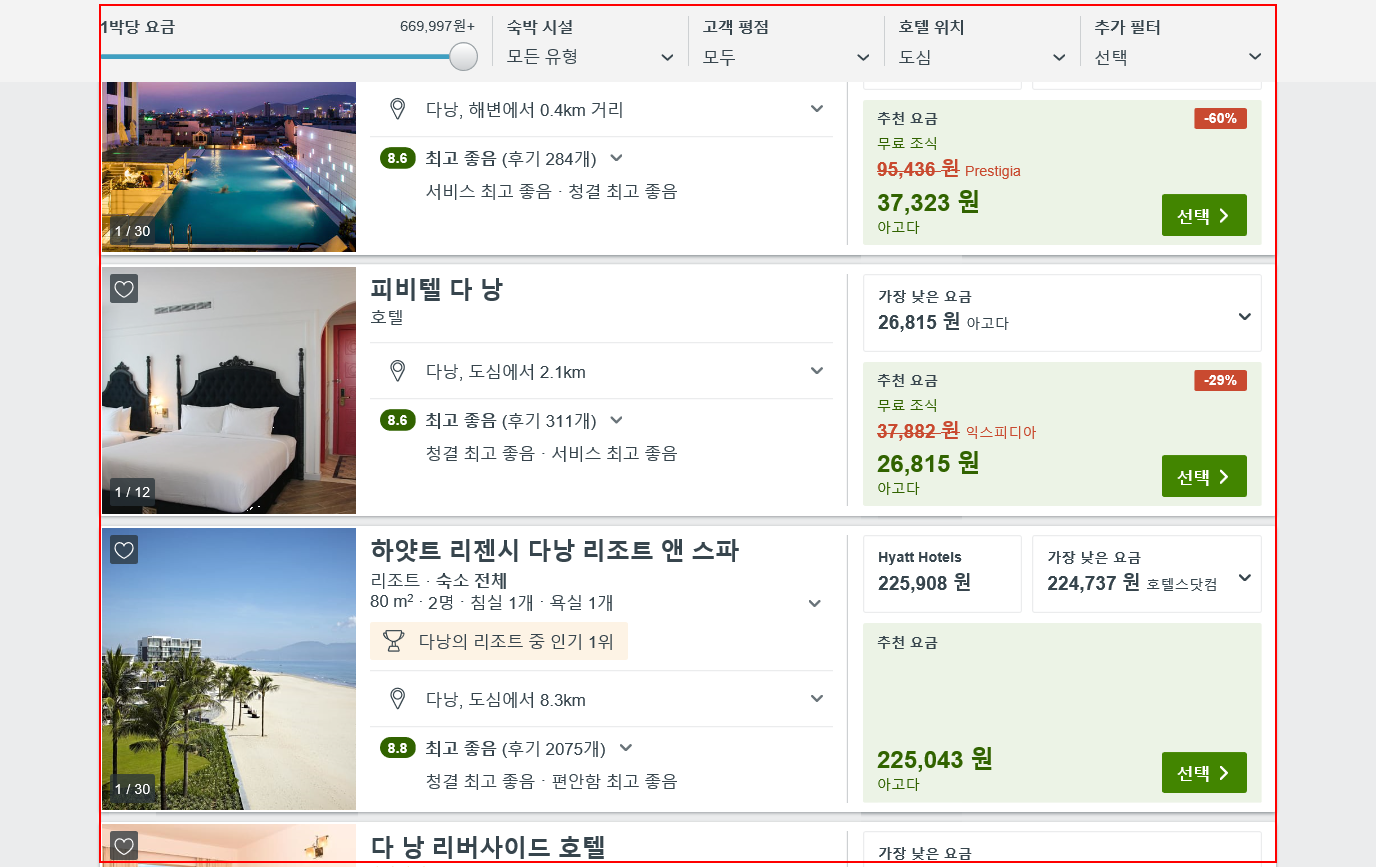 1박당 요금
669,997원+
숙박 시설
모든 유형
고객 평점
모두
호텔 위치
도심
추가 필터
선택
다낭, 해변에서 0.4km 거리
8.6 최고 좋음 (후기 284개)
서비스 최고 좋음 · 청결 최고 좋음
1 / 30
추천 요금
-60%
무료 조식
95,436 원 Prestigia
37,323 원
아고다
선택
피비텔 다 낭
호텔
다낭, 도심에서 2.1km
8.6 최고 좋음 (후기 311개)
청결 최고 좋음 · 서비스 최고 좋음
1 / 12
가장 낮은 요금
26,815 원 아고다
추천 요금
-29%
무료 조식
37,882 원 익스피디아
26,815 원
아고다
선택
하얏트 리젠시 다낭 리조트 앤 스파
리조트 · 숙소 전체
80 m² · 2명 · 침실 1개 · 욕실 1개
다낭의 리조트 중 인기 1위
다낭, 도심에서 8.3km
8.8 최고 좋음 (후기 2075개)
청결 최고 좋음 · 편안함 최고 좋음
1 / 30
Hyatt Hotels
225,908 원
가장 낮은 요금
224,737 원 호텔스닷컴
추천 요금
225,043 원
아고다
선택
다 낭 리버사이드 호텔
가장 낮은 요금